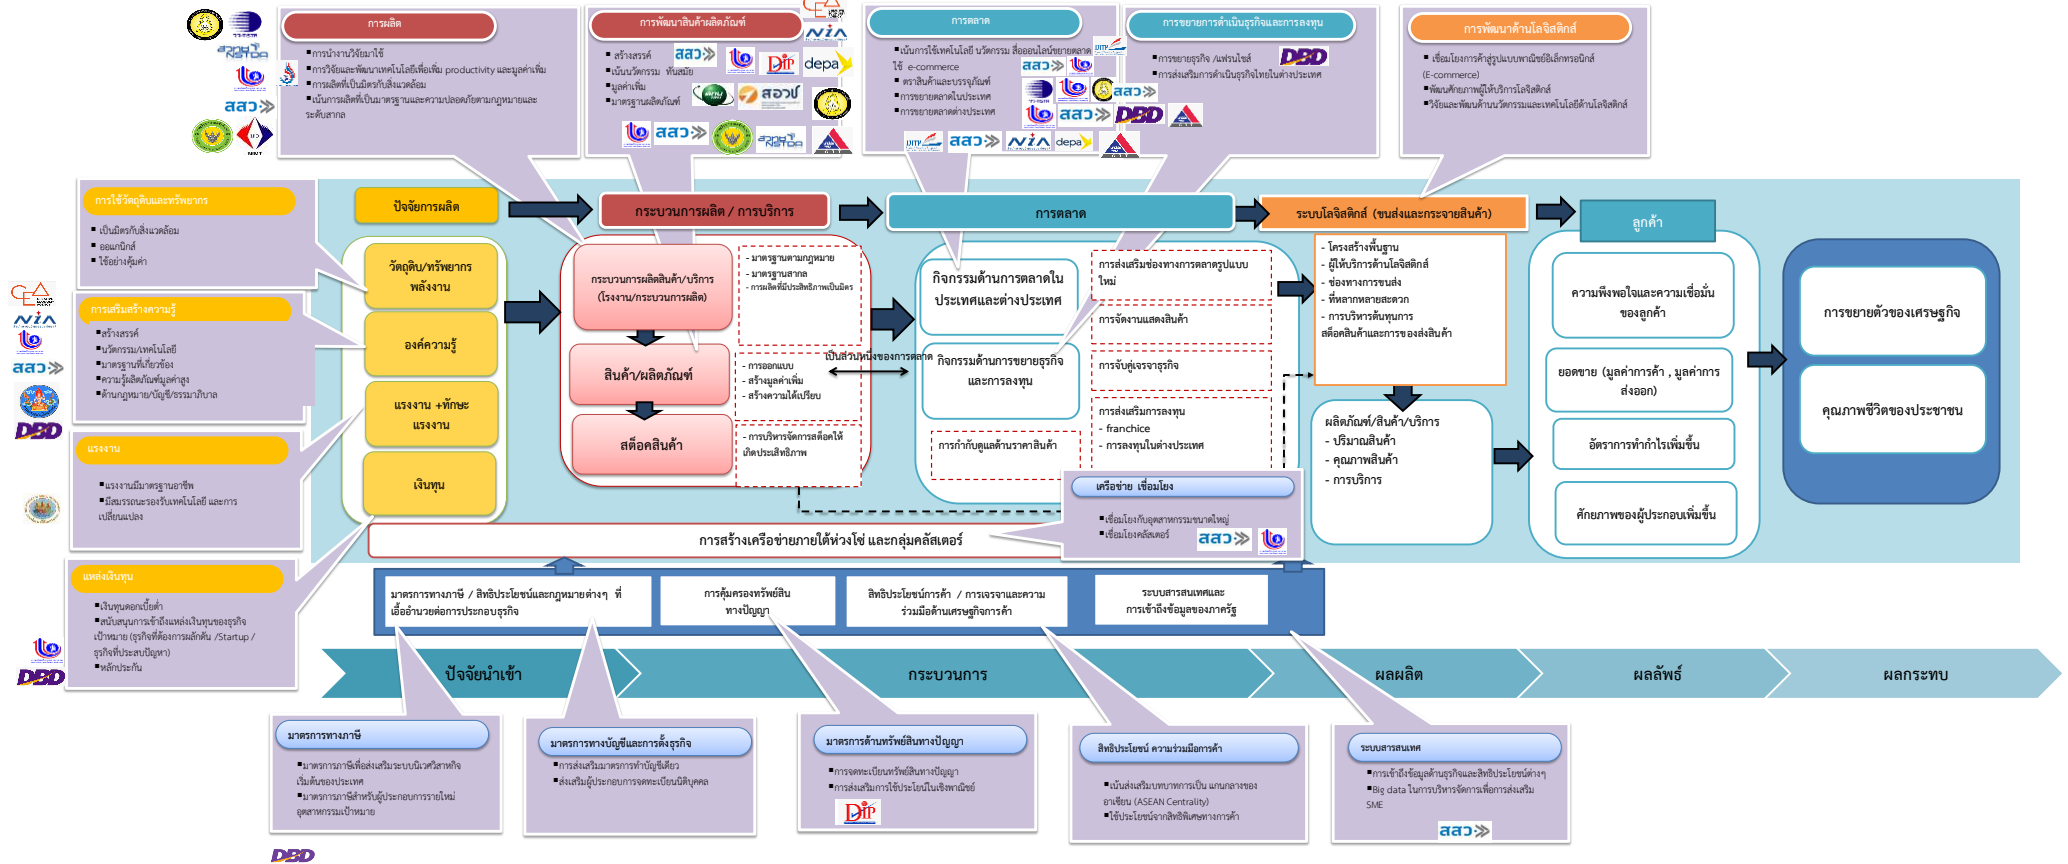 การผลิต
▪การนำงานวิจัยมาใช้
▪การวิจัยและพัฒนาเทคโนโลยีเพื่อเพิ่ม productivity และมูลค่าเพิ่ม
▪การผลิตที่เป็นมิตรกับสิ่งแวดล้อม
▪เน้นการผลิตที่เป็นมาตรฐานและความปลอดภัยตามกฎหมายและ
ระดับสากล
การพัฒนาสินค้าผลิตภัณฑ์
▪ สร้างสรรค์
▪เน้นนวัตกรรม ทันสมัย
▪มูลค่าเพิ่ม
▪มาตรฐานผลิตภัณฑ์
การตลาด
▪เน้นการใช้เทคโนโลยี นวัตกรรม สื่อออนไลน์ขยายตลาด
ใช้ e-commerce
▪ ตราสินค้าและบรรจุภัณฑ์
▪การขยายตลาดในประเทศ
▪การขยายตลาดต่างประเทศ
การขยายการดำเนินธุรกิจและการลงทุน
▪การขยายธุรกิจ /แฟรนไชส์
▪การส่งเสริมการดำเนินธุรกิจไทยในต่างประเทศ
การพัฒนาด้านโลจิสติกส์
▪ เชื่อมโยงการค้าสู่รูปแบบพาณิชย์อิเล็กทรอนิกส์
(E-commerce)
▪พัฒนศักยภาพผู้ให้บริการโลจิสติกส์
▪วิจัยและพัฒนาด้านนวัตกรรมและเทคโนโลยีด้านโลจิสติกส์
สวทช
NSTDA
สสว
NIMT
CEA
NIA
DIP
depa
สอวช
DITP
DBD
การใช้วัตถุดิบและทรัพยากร
▪ เป็นมิตรกับสิ่งแวดล้อม
▪ ออแกนิกส์
▪ ใช้อย่างคุ้มค่า
การเสริมสร้างความรู้
▪สร้างสรรค์
▪นวัตกรรม/เทคโนโลยี
▪มาตรฐานที่เกี่ยวข้อง
▪ความรู้ผลิตภัณฑ์มูลค่าสูง
▪ด้านกฎหมาย/บัญชี/ธรรมาภิบาล
แรงงาน
▪แรงงานมีมาตรฐานอาชีพ
▪มีสมรรถนะรองรับเทคโนโลยี และการ
เปลี่ยนแปลง
แหล่งเงินทุน
▪เงินทุนดอกเบี้ยต่ำ
▪สนับสนุนการเข้าถึงแหล่งเงินทุนของธุรกิจ
เป้าหมาย (ธุรกิจที่ต้องการผลักดัน /Startup /
ธุรกิจที่ประสบปัญหา)
▪หลักประกัน
ปัจจัยการผลิต
วัตถุดิบ/ทรัพยากร
พลังงาน
องค์ความรู้
แรงงาน +ทักษะ
แรงงาน
เงินทุน
กระบวนการผลิต / การบริการ
กระบวนการผลิตสินค้า/บริการ
(โรงงาน/กระบวนการผลิต)
สินค้า/ผลิตภัณฑ์
สต็อคสินค้า
- มาตรฐานตามกฎหมาย
- มาตรฐานสากล
- การผลิตที่มีประสิทธิภาพเป็นมิตร
- การออกแบบ
- สร้างมูลค่าเพิ่ม
- สร้างความได้เปรียบ
- การบริหารจัดการสต็อคให้
เกิดประเสิทธิภาพ
เป็นส่วนหนึ่งของการตลาด
การตลาด
กิจกรรมด้านการตลาดใน
ประเทศและต่างประเทศ
กิจกรรมด้านการขยายธุรกิจ
และการลงทุน
การกำกับดูแลด้านราคาสินค้า
การส่งเสริมช่องทางการตลาดรูปแบบ
ใหม่
การจัดงานแสดงสินค้า
การจับคู่เจรจาธุรกิจ
การส่งเสริมการลงทุน
- franchice
- การลงทุนในต่างประเทศ
ระบบโลจิสติกส์ (ขนส่งและกระจายสินค้า)
- โครงสร้างพื้นฐาน
- ผู้ให้บริการด้านโลจิสติกส์
- ช่องทางการขนส่ง
- ที่หลากหลายสะดวก
- การบริหารต้นทุนการ
สต็อคสินค้าและการของส่งสินค้า
ผลิตภัณฑ์/สินค้า/บริการ
- ปริมาณสินค้า
- คุณภาพสินค้า
- การบริการ
ลูกค้า
ความพึงพอใจและความเชื่อมั่น
ของลูกค้า
ยอดขาย (มูลค่าการค้า , มูลค่าการ
ส่งออก)
อัตราการทำกำไรเพิ่มขึ้น
ศักยภาพของผู้ประกอบเพิ่มขึ้น
การขยายตัวของเศรษฐกิจ
คุณภาพชีวิตของประชาชน
เครือข่าย เชื่อมโยง
▪เชื่อมโยงกับอุตสาหกรรมขนาดใหญ่
▪เชื่อมโยงคลัสเตอร์
สสว
การสร้างเครือข่ายภายใต้ห่วงโซ่ และกลุ่มคลัสเตอร์
มาตรการทางภาษี / สิทธิประโยชน์และกฎหมายต่างๆ ที่
เอื้ออำนวยต่อการประกอบธุรกิจ
การคุ้มครองทรัพย์สิน
ทางปัญญา
สิทธิประโยชน์การค้า / การเจรจาและความ
ร่วมมือด้านเศรษฐกิจการค้า
ระบบสารสนเทศและ
การเข้าถึงข้อมูลของภาครัฐ
ปัจจัยนำเข้า
กระบวนการ
ผลผลิต
ผลลัพธ์
ผลกระทบ
มาตรการทางภาษี
▪มาตรการภาษีเพื่อส่งเสริมระบบนิเวศวิสาหกิจ
เริ่มต้นของประเทศ
▪มาตรการภาษีสำหรับผู้ประกอบการรายใหม่
อุตสาหกรรมเป้าหมาย
DBD
มาตรการทางบัญชีและการตั้งธุรกิจ
▪การส่งเสริมมาตรการทำบัญชีเดียว
▪ส่งเสริมผู้ประกอบการจดทะเบียนนิติบุคคล
มาตรการด้านทรัพย์สินทางปัญญา
▪การจดทะเบียนทรัพย์สินทางปัญญา
▪การส่งเสริมการใช้ประโยชน์ในเชิงพาณิชย์
DIP
สิทธิประโยชน์ ความร่วมมือการค้า
▪เน้นส่งเสริมบทบาทการเป็น แกนกลางของ
อาเซียน (ASEAN Centrality)
▪ใช้ประโยชน์จากสิทธิพิเศษทางการค้า
ระบบสารสนเทศ
▪การเข้าถึงข้อมูลด้านธุรกิจและสิทธิประโยชน์ต่างๆ
▪Big data ในการบริหารจัดการเพื่อการส่งเสริม
SME
สสว